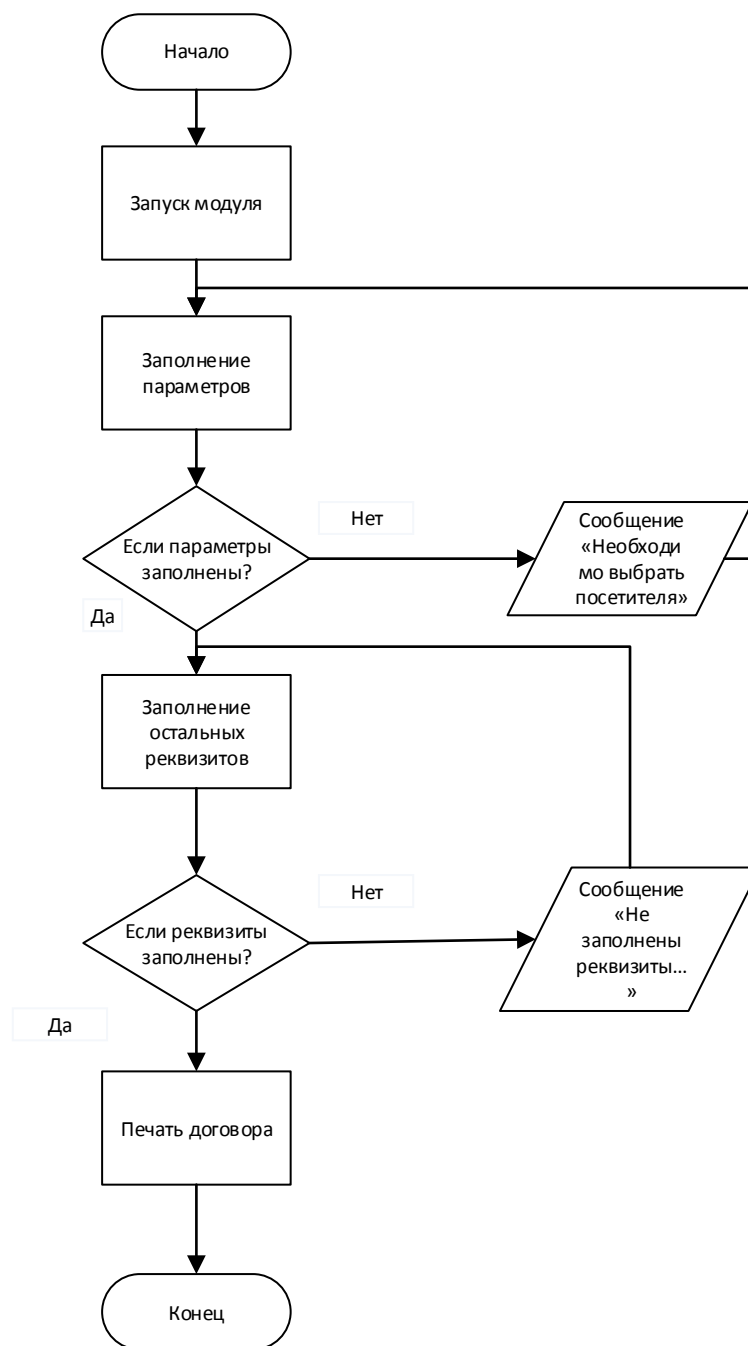 Начало
Запуск модуля
Заполнение
параметров
Если параметры
заполнены?
Нет
Сообщение
«Необходи
мо выбрать
посетителя»
Да
Заполнение
остальных
реквизитов
Если реквизиты
заполнены?
Нет
Сообщение
«Не
заполнены
реквизиты...
»
Да
Печать договора
Конец